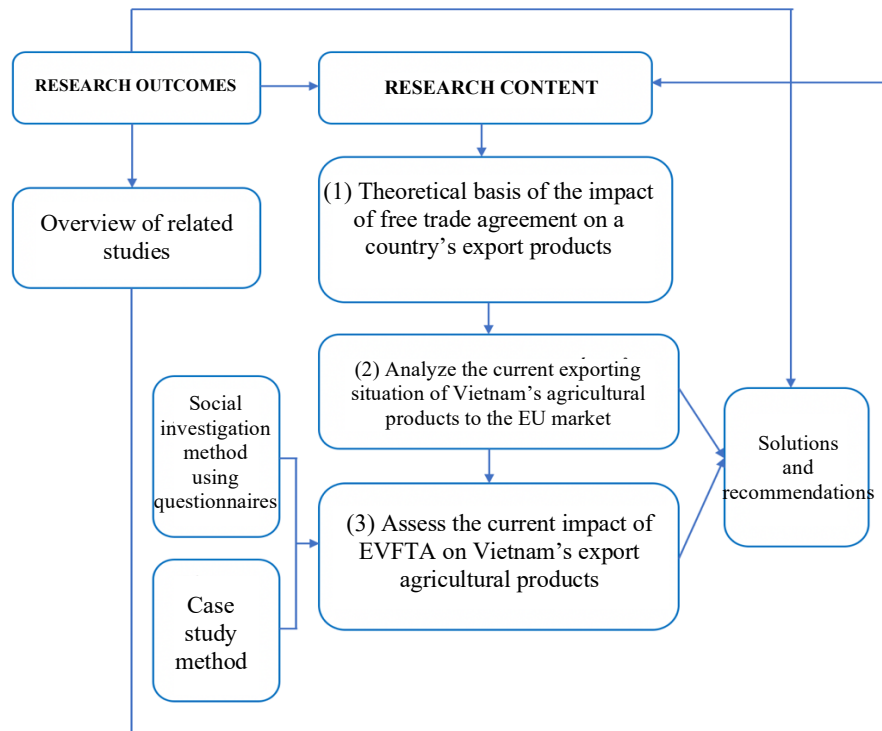 RESEARCH OUTCOMES
RESEARCH CONTENT
(1) Theoretical basis of the impact
of free trade agreement on a
country’s export products
Overview of related
studies
(2) Analyze the current exporting
situation of Vietnam’s agricultural
products to the EU market
Social
investigation
method
using
questionnaires
Solutions
and
recommendations
(3) Assess the current impact of
EVFTA on Vietnam’s export
agricultural products
Case
study
method